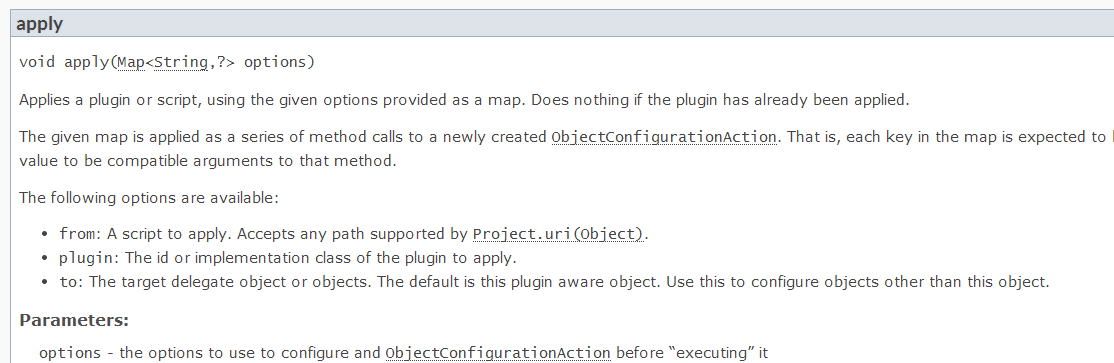 apply
void apply(Map<String,?> options)
Applies a plugin or script, using the given options provided as a map. Does nothing if the plugin has already been applied.
The given map is applied as a series of method calls to a newly created ObjectConfigurationAction. That is, each key in the map is expected to
value to be compatible arguments to that method.
The following options are available:
• from: A script to apply. Accepts any path supported by Project.uri(Object).
• plugin: The id or implementation class of the plugin to apply.
• to: The target delegate object or objects. The default is this plugin aware object. Use this to configure objects other than this object.
Parameters:
options - the options to use to configure and ObjectConfigurationAction before “executing” it